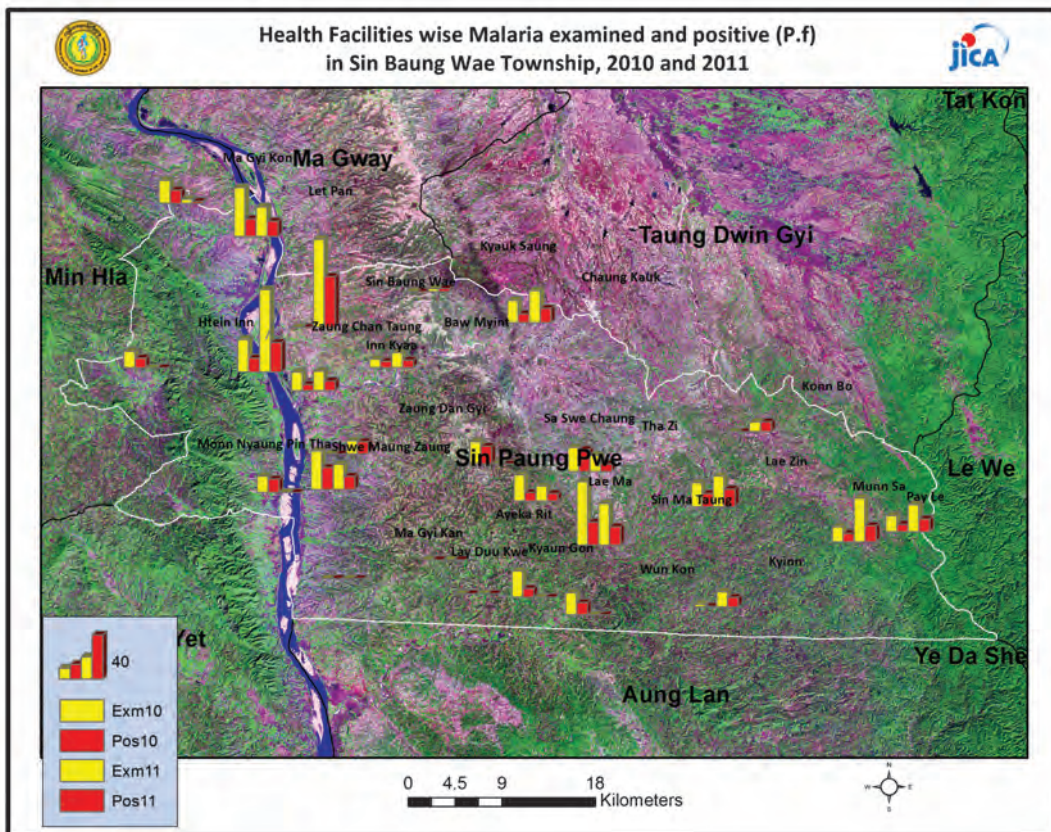 Health Facilities wise Malaria examined and positive (P.f)
in Sin Baung Wae Township, 2010 and 2011
jICA
Tat Kon
Ma Gyi Kon
Ma Gway
Let Pan
Taung Dwin Gyi
Kyauk Saung
Min Hla
Sin Baung Wae
Chaung Kauk
Htein Inn
Zaung Chan Taung
Baw Myint
Inn Kyap
Konn Bo
Zaung Dan Gyi
Sa Swe Chaung
Tha Zi
Monn Nyaung Pin Tha
Shwe Maung Zaung
Sin Paung Pwe
Lae Zin
Le We
Lae Ma
Munn Sa
Sin Ma Taung
Pay Le
Ayeka Rit
Ma Gyi Kan
Lay Duu Kwe
Kyaun Gon
Wun Kon
Kyinn
Yet
Ye Da She
Aung Lan
40
Exm10
Pos10
Exm11
Pos11
0 4.5 9 18
Kilometers
N
W E
S